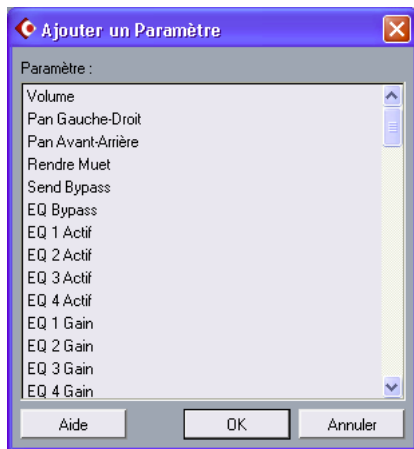 Ajouter un Paramètre
Paramètre :
Volume
Pan Gauche-Droit
Pan Avant-Arrière
Rendre Muet
Send Bypass
EQ Bypass
EQ 1 Actif
EQ 2 Actif
EQ 3 Actif
EQ 4 Actif
EQ 1 Gain
EQ 2 Gain
EQ 3 Gain
EQ 4 Gain
Aide OK Annuler